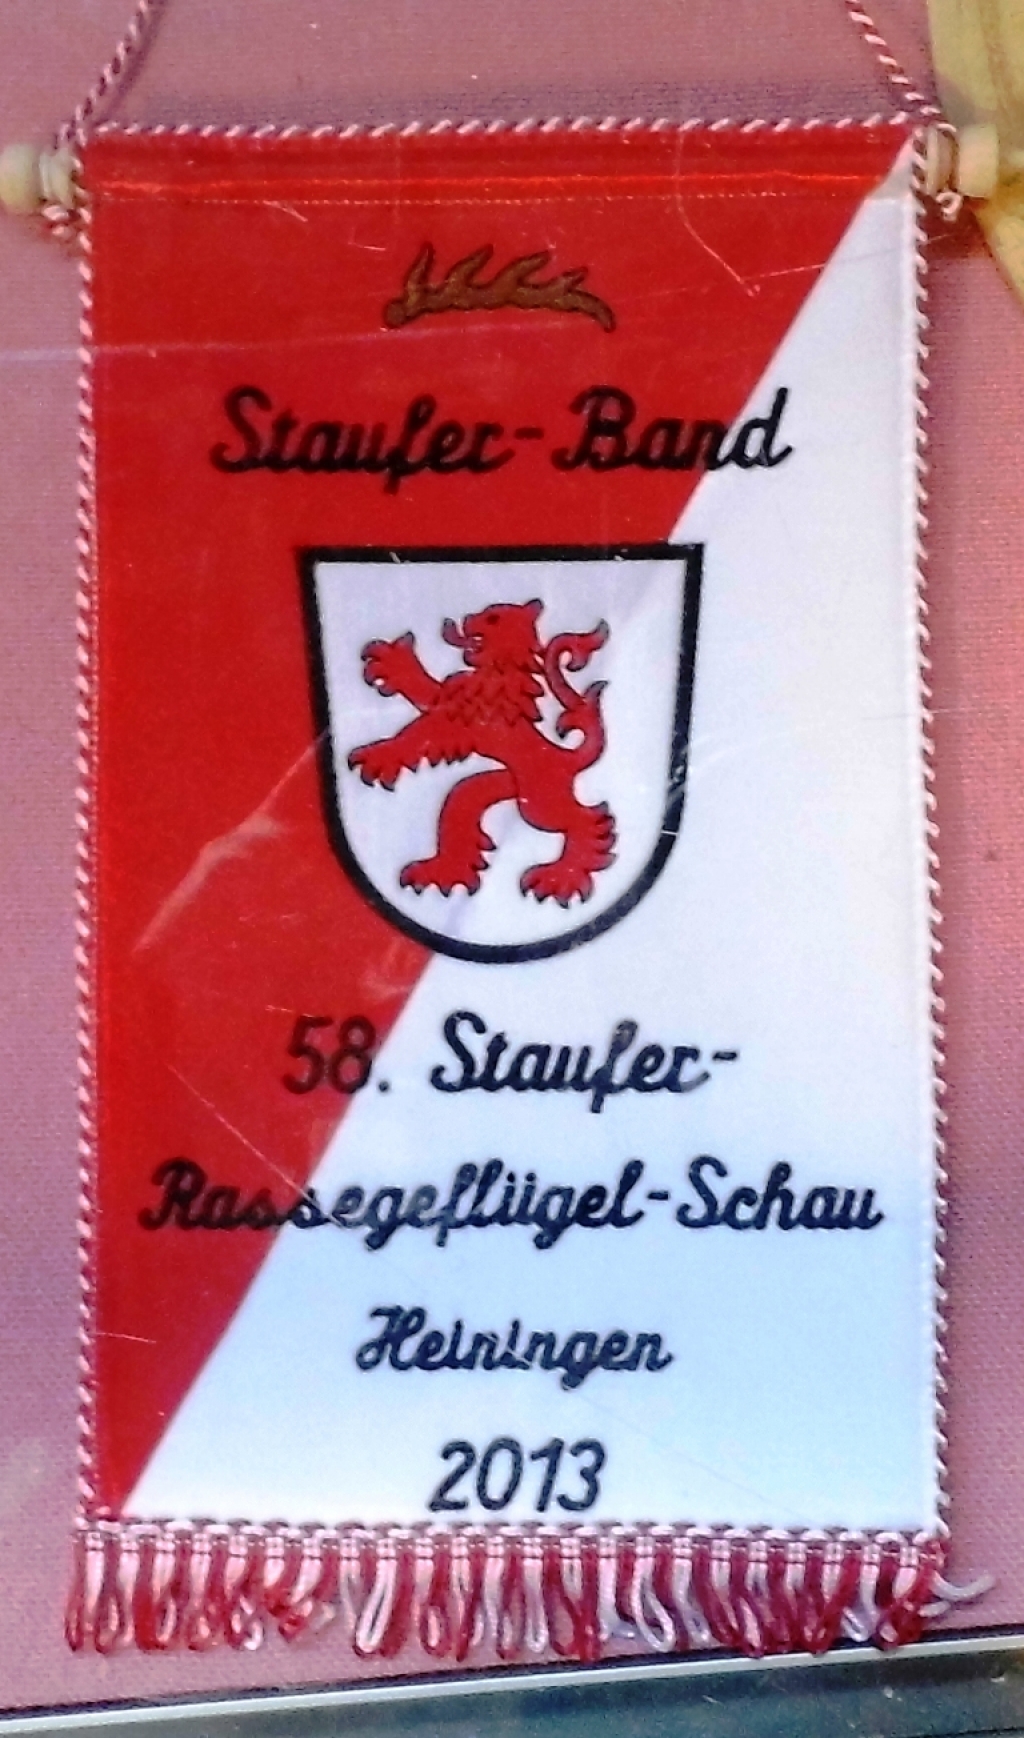 Staufer-Band
58. Staufer-
Rassegeflügel-Schau
Heiningen
2013